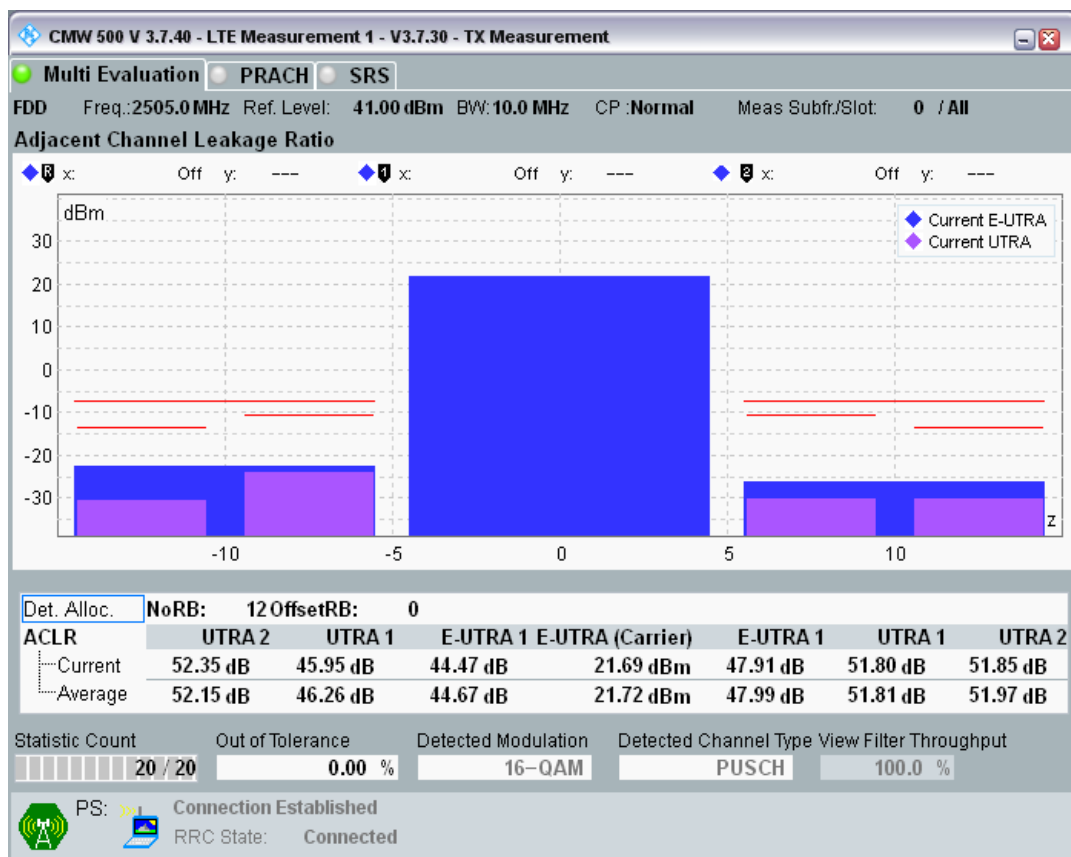 CMW 500 V 3.7.40 - LTE Measurement 1 - V3.7.30 - TX Measurement
Multi Evaluation PRACH SRS
FDD Freq.:2505.0 MHz Ref. Level: 41.00 dBm BW:10.0 MHz CP :Normal Meas Subfr./Slot: 0 / All
Adjacent Channel Leakage Ratio
R x: Off y: --- 1 x: Off y: --- 2 x: Off y: ---
dBm
Current E-UTRA
Current UTRA
30
20
10
0
-10
-20
-30
z
-10 -5 0 5 10
Det. Alloc. NoRB: 12 OffsetRB: 0
ACLR UTRA 2 UTRA 1 E-UTRA 1 E-UTRA (Carrier) E-UTRA 1 UTRA 1 UTRA 2
Current 52.35 dB 45.95 dB 44.47 dB 21.69 dBm 47.91 dB 51.80 dB 51.85 dB
Average 52.15 dB 46.26 dB 44.67 dB 21.72 dBm 47.99 dB 51.81 dB 51.97 dB
Statistic Count Out of Tolerance Detected Modulation Detected Channel Type View Filter Throughput
20 / 20 0.00 % 16-QAM PUSCH 100.0 %
PS: Connection Established
RRC State: Connected